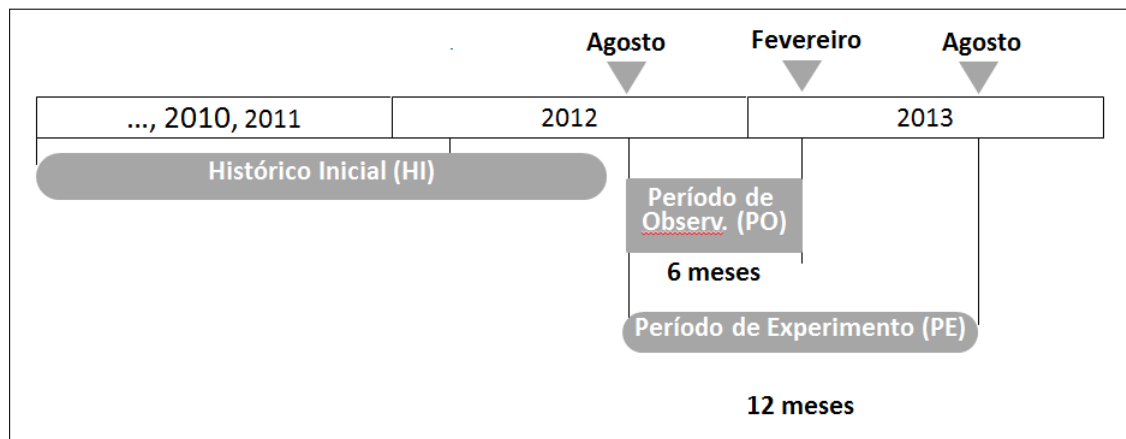 Agosto
Fevereiro
Agosto
..., 2010, 2011
2012
2013
Histórico Inicial (HI)
Período de
Observ. (PO)
6 meses
Período de Experimento (PE)
12 meses